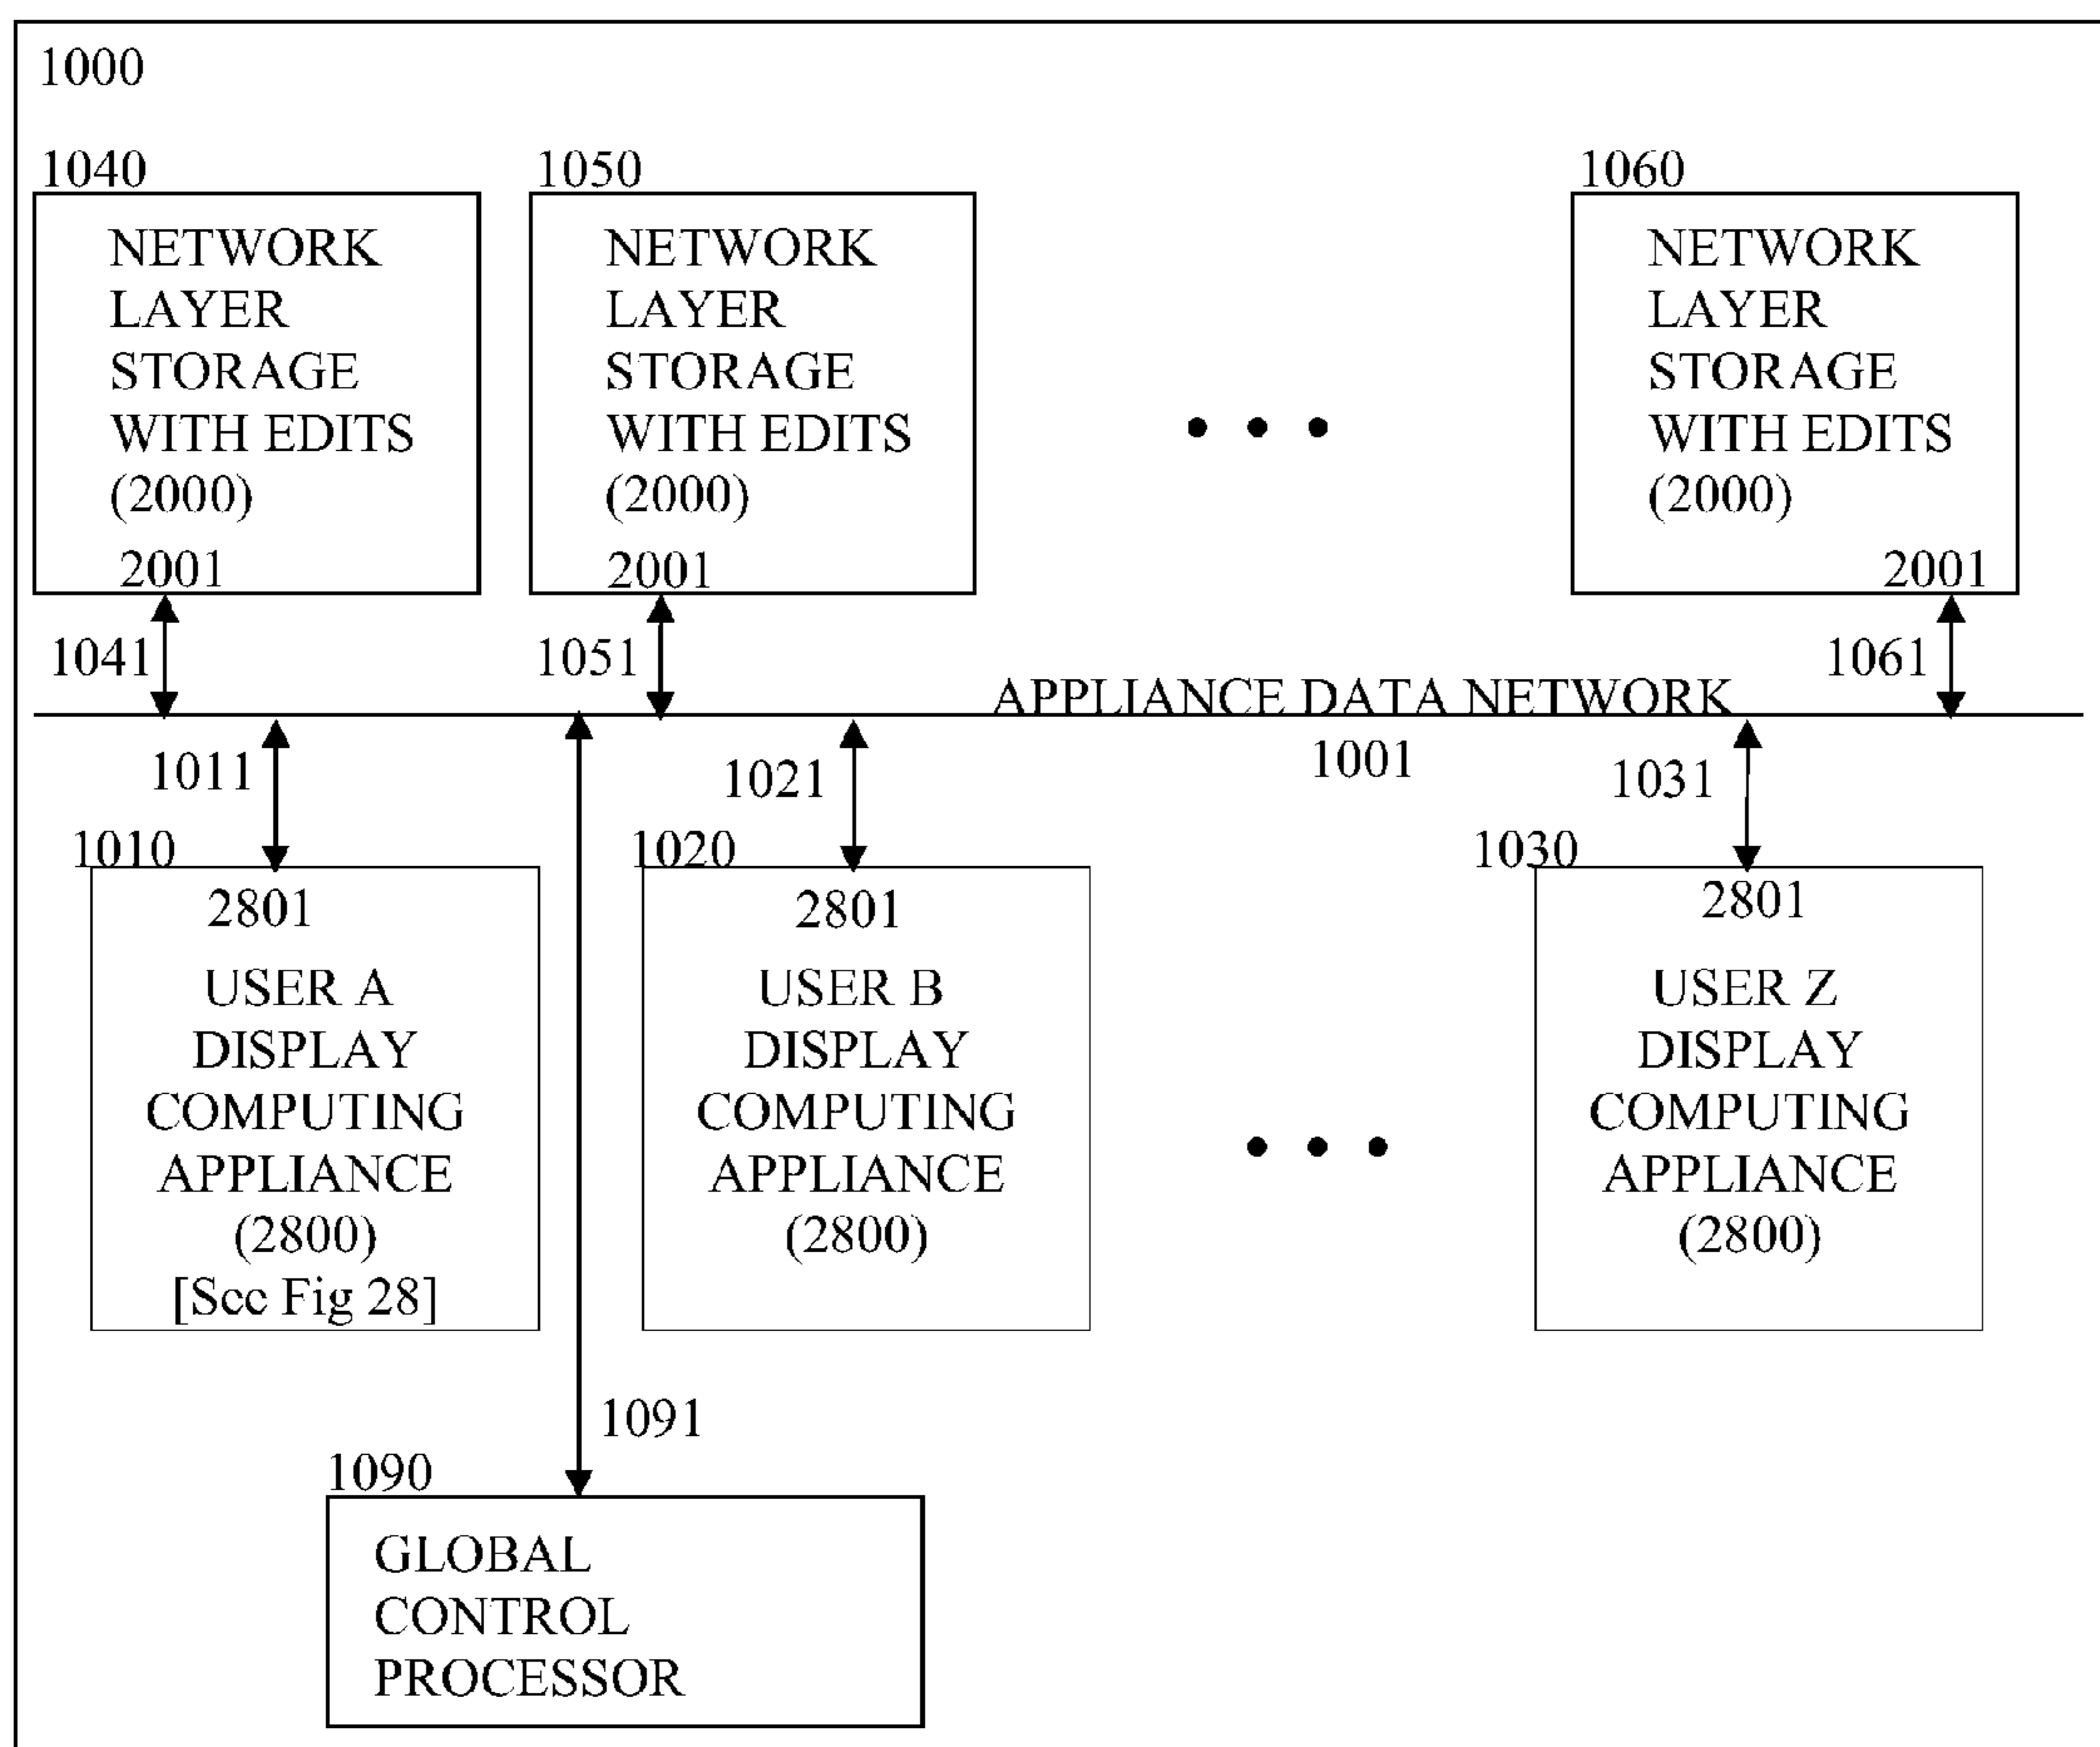 1000
1040
NETWORK
LAYER
STORAGE
WITH EDITS
(2000)
2001
1050
NETWORK
LAYER
STORAGE
WITH EDITS
(2000)
2001
1060
NETWORK
LAYER
STORAGE
WITH EDITS
(2000)
2001
1041
1051
1061
APPLIANCE DATA NETWORK
1001
1011
1021
1031
1010
2801
USER A
DISPLAY
COMPUTING
APPLIANCE
(2800)
[See Fig 28]
1020
2801
USER B
DISPLAY
COMPUTING
APPLIANCE
(2800)
1030
2801
USER Z
DISPLAY
COMPUTING
APPLIANCE
(2800)
1091
1090
GLOBAL
CONTROL
PROCESSOR